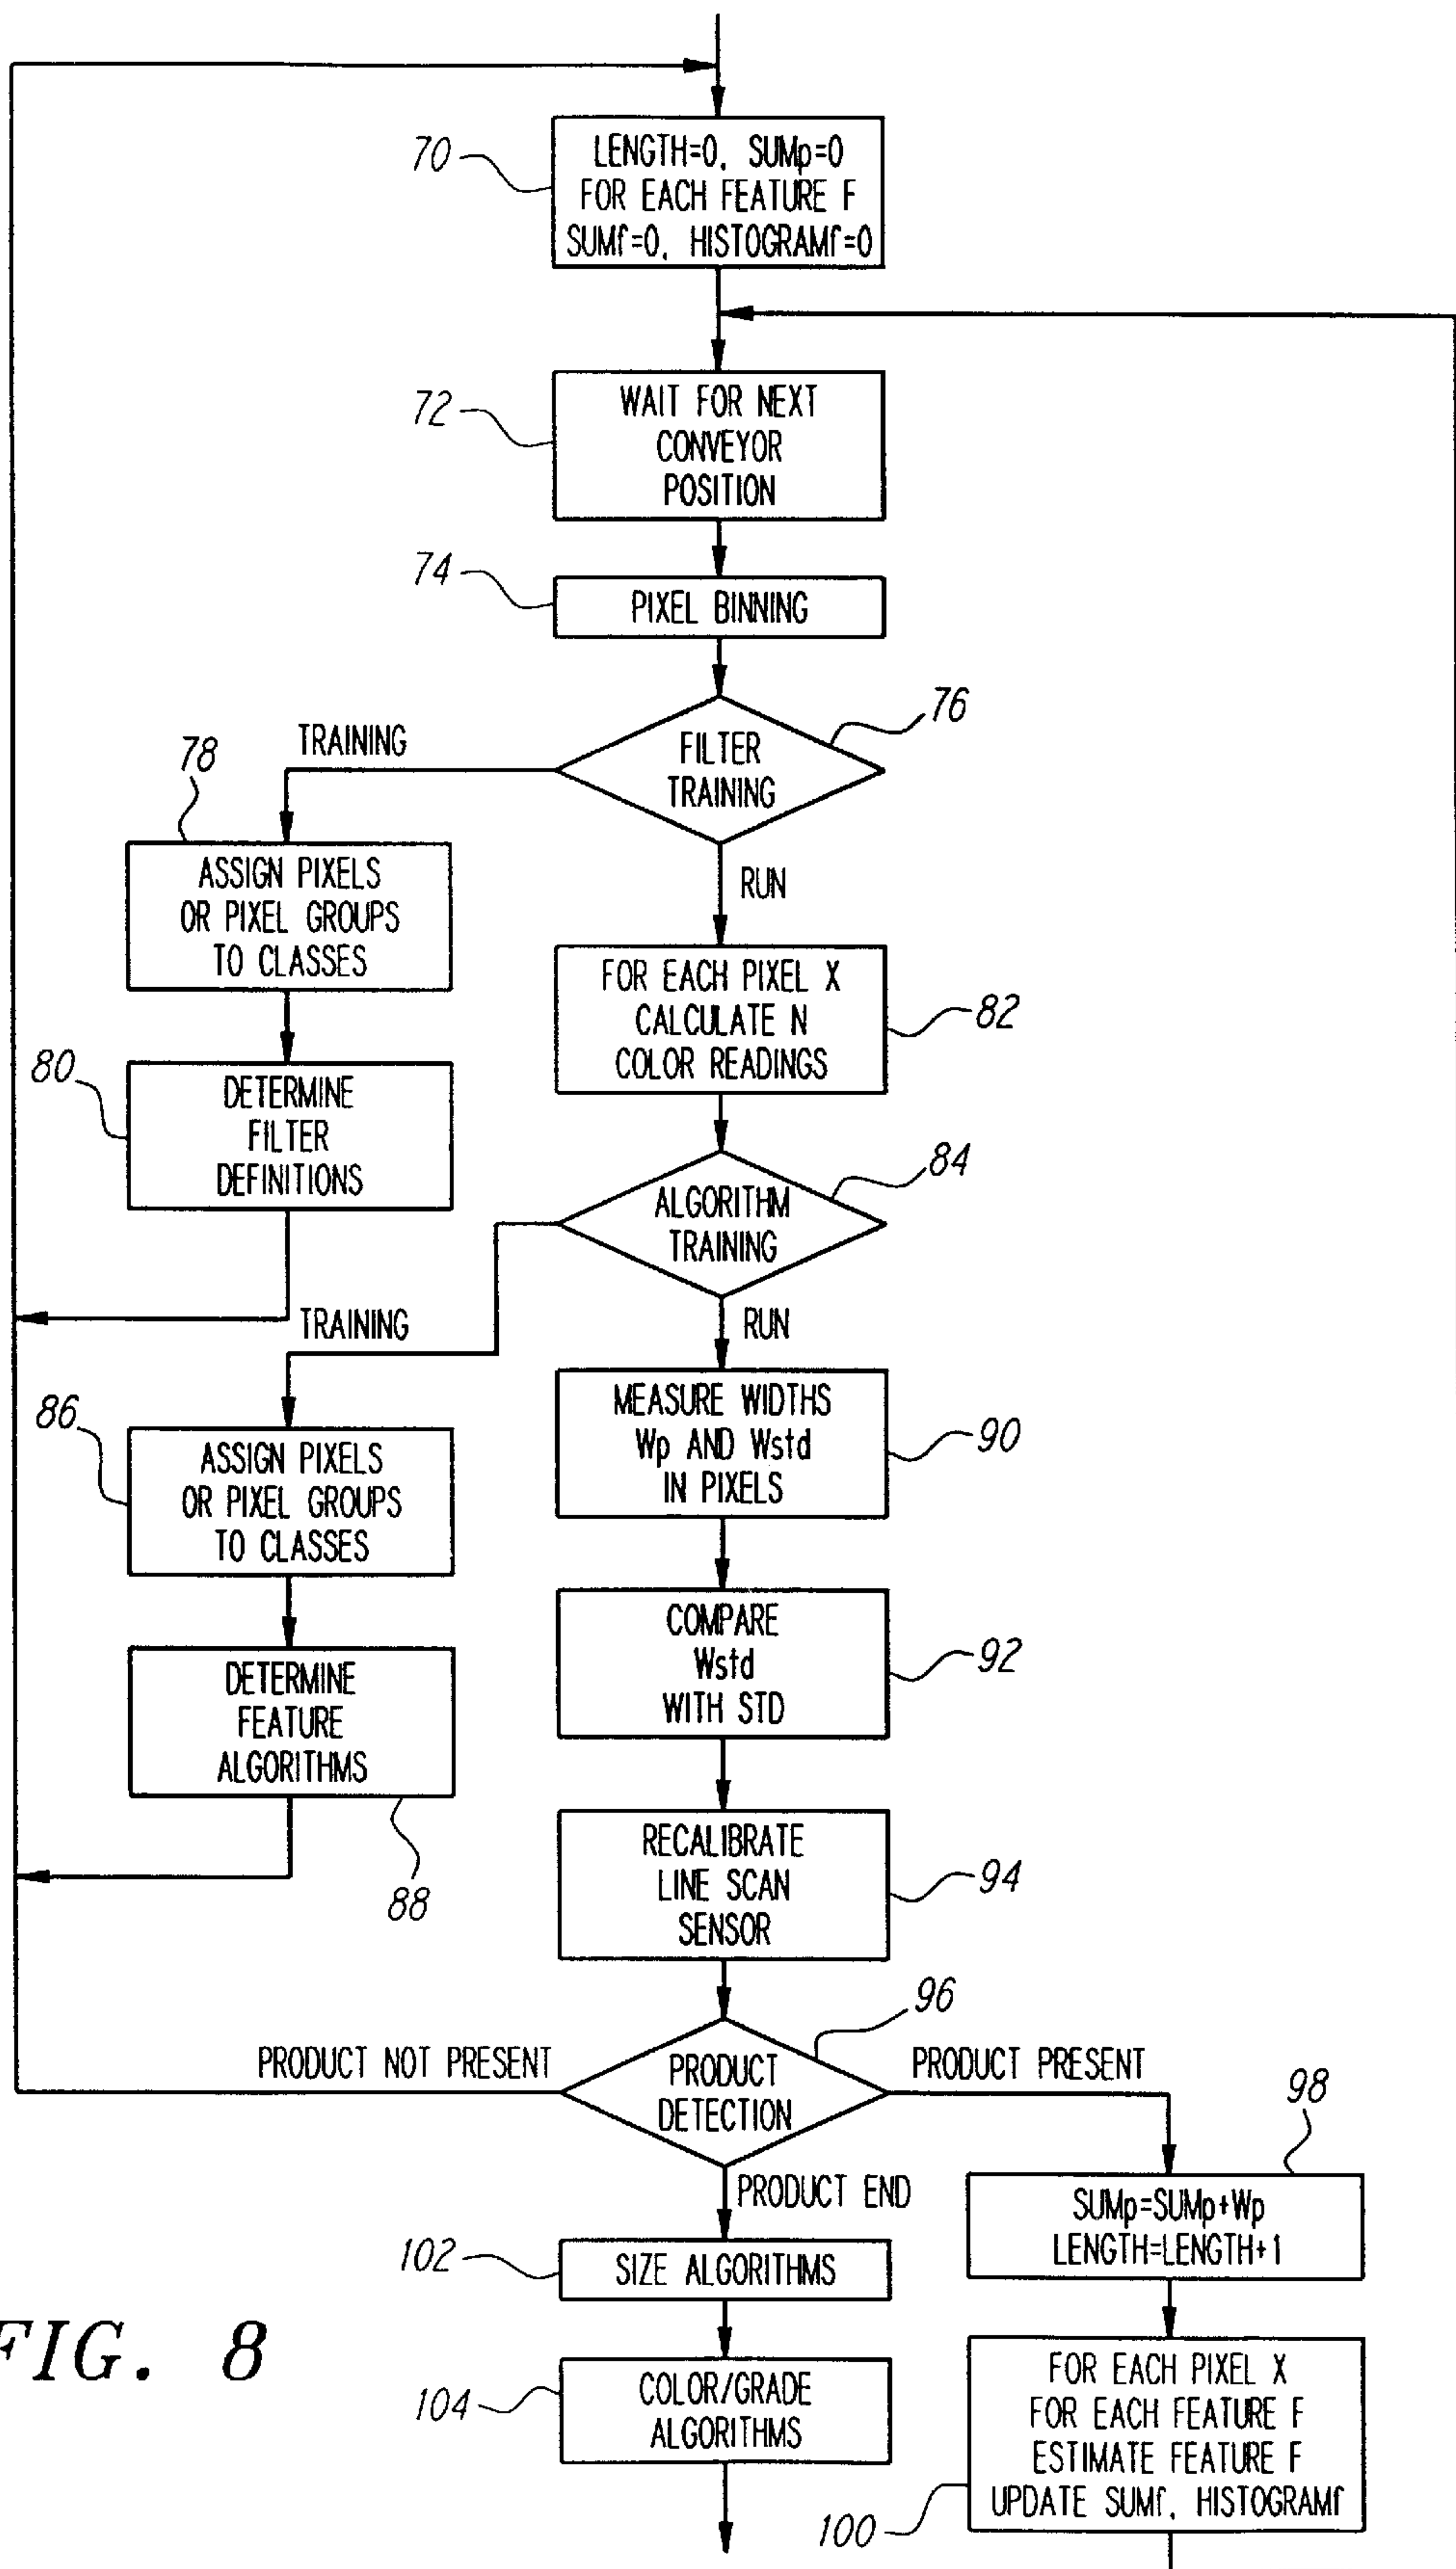 70
LENGTH=0, SUMp=0
FOR EACH FEATURE F
SUMf=0, HISTOGRAMf=0
72
WAIT FOR NEXT
CONVEYOR
POSITION
74
PIXEL BINNING
76
FILTER
TRAINING
TRAINING
RUN
78
ASSIGN PIXELS
OR PIXEL GROUPS
TO CLASSES
80
DETERMINE
FILTER
DEFINITIONS
FOR EACH PIXEL X
CALCULATE N
COLOR READINGS
82
84
ALGORITHM
TRAINING
TRAINING
RUN
86
ASSIGN PIXELS
OR PIXEL GROUPS
TO CLASSES
DETERMINE
FEATURE
ALGORITHMS
88
MEASURE WIDTHS
Wp AND Wstd
IN PIXELS
90
COMPARE
Wstd
WITH STD
92
RECALIBRATE
LINE SCAN
SENSOR
94
96
PRODUCT NOT PRESENT
PRODUCT
DETECTION
PRODUCT PRESENT
PRODUCT END
98
SUMp=SUMp+Wp
LENGTH=LENGTH+1
102
SIZE ALGORITHMS
104
COLOR/GRADE
ALGORITHMS
FOR EACH PIXEL X
FOR EACH FEATURE F
ESTIMATE FEATURE F
UPDATE SUMf, HISTOGRAMf
100
FIG. 8